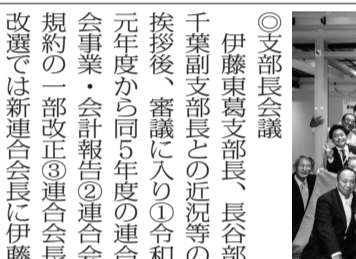 ◎支部長会議
伊藤東葛支部長、長谷部
千葉副支部長との近況等の
挨拶後、審議に入り①令和
元年度から同5年度の連合
会事業・会計報告②連合会
規約の一部改正③連合会長
改選では新連合会長に伊藤